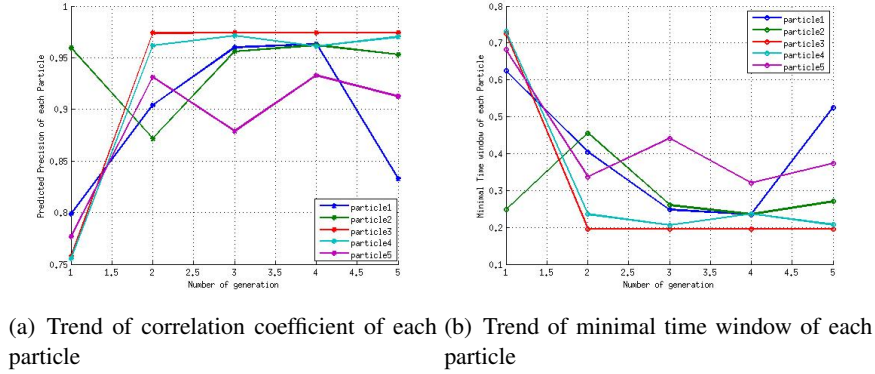 1
0.95
0.9
0.85
0.8
0.75
Predicted Precision of each Particle
1 1.5 2 2.5 3 3.5 4 4.5 5
Number of generation
particle1
particle2
particle3
particle4
particle5
0.8
0.7
0.6
0.5
0.4
0.3
0.2
0.1
Minimal Time window of each Particle
1 1.5 2 2.5 3 3.5 4 4.5 5
Number of generation
particle1
particle2
particle3
particle4
particle5
(a) Trend of correlation coefficient of each
particle
(b) Trend of minimal time window of each
particle